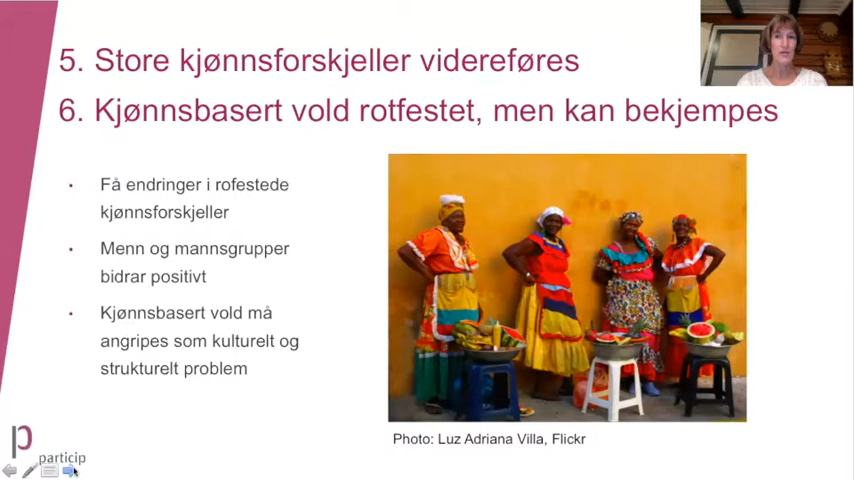 5. Store kjønnsforskjeller videreføres
6. Kjønnsbasert vold rotfestet, men kan bekjempes
• Få endringer i rofestede
kjønnsforskjeller
• Menn og mannsgrupper
bidrar positivt
• Kjønnsbasert vold må
angripes som kulturelt og
strukturelt problem
Photo: Luz Adriana Villa, Flickr
p
particip